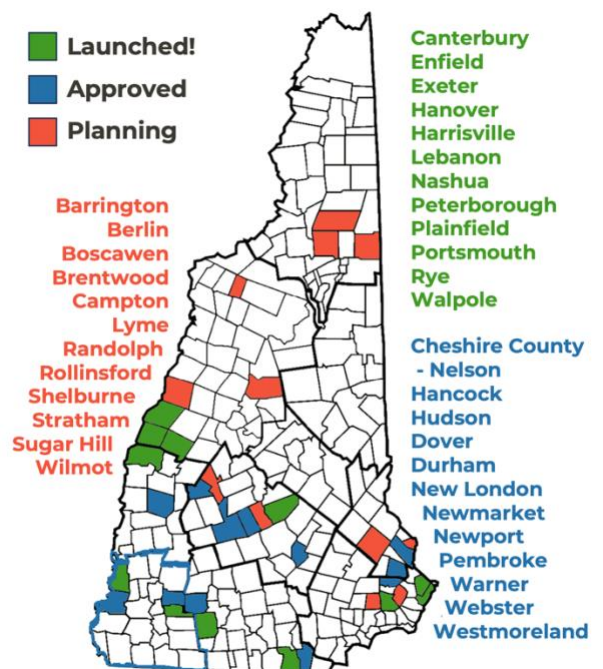 Launched!
Approved
Planning
Barrington
Berlin
Boscawen
Brentwood
Campton
Lyme
Randolph
Rollinsford
Shelburne
Stratham
Sugar Hill
Wilmot
Canterbury
Enfield
Exeter
Hanover
Harrisville
Lebanon
Nashua
Peterborough
Plainfield
Portsmouth
Rye
Walpole
Cheshire County
- Nelson
Hancock
Hudson
Dover
Durham
New London
Newmarket
Newport
Pembroke
Warner
Webster
Westmoreland